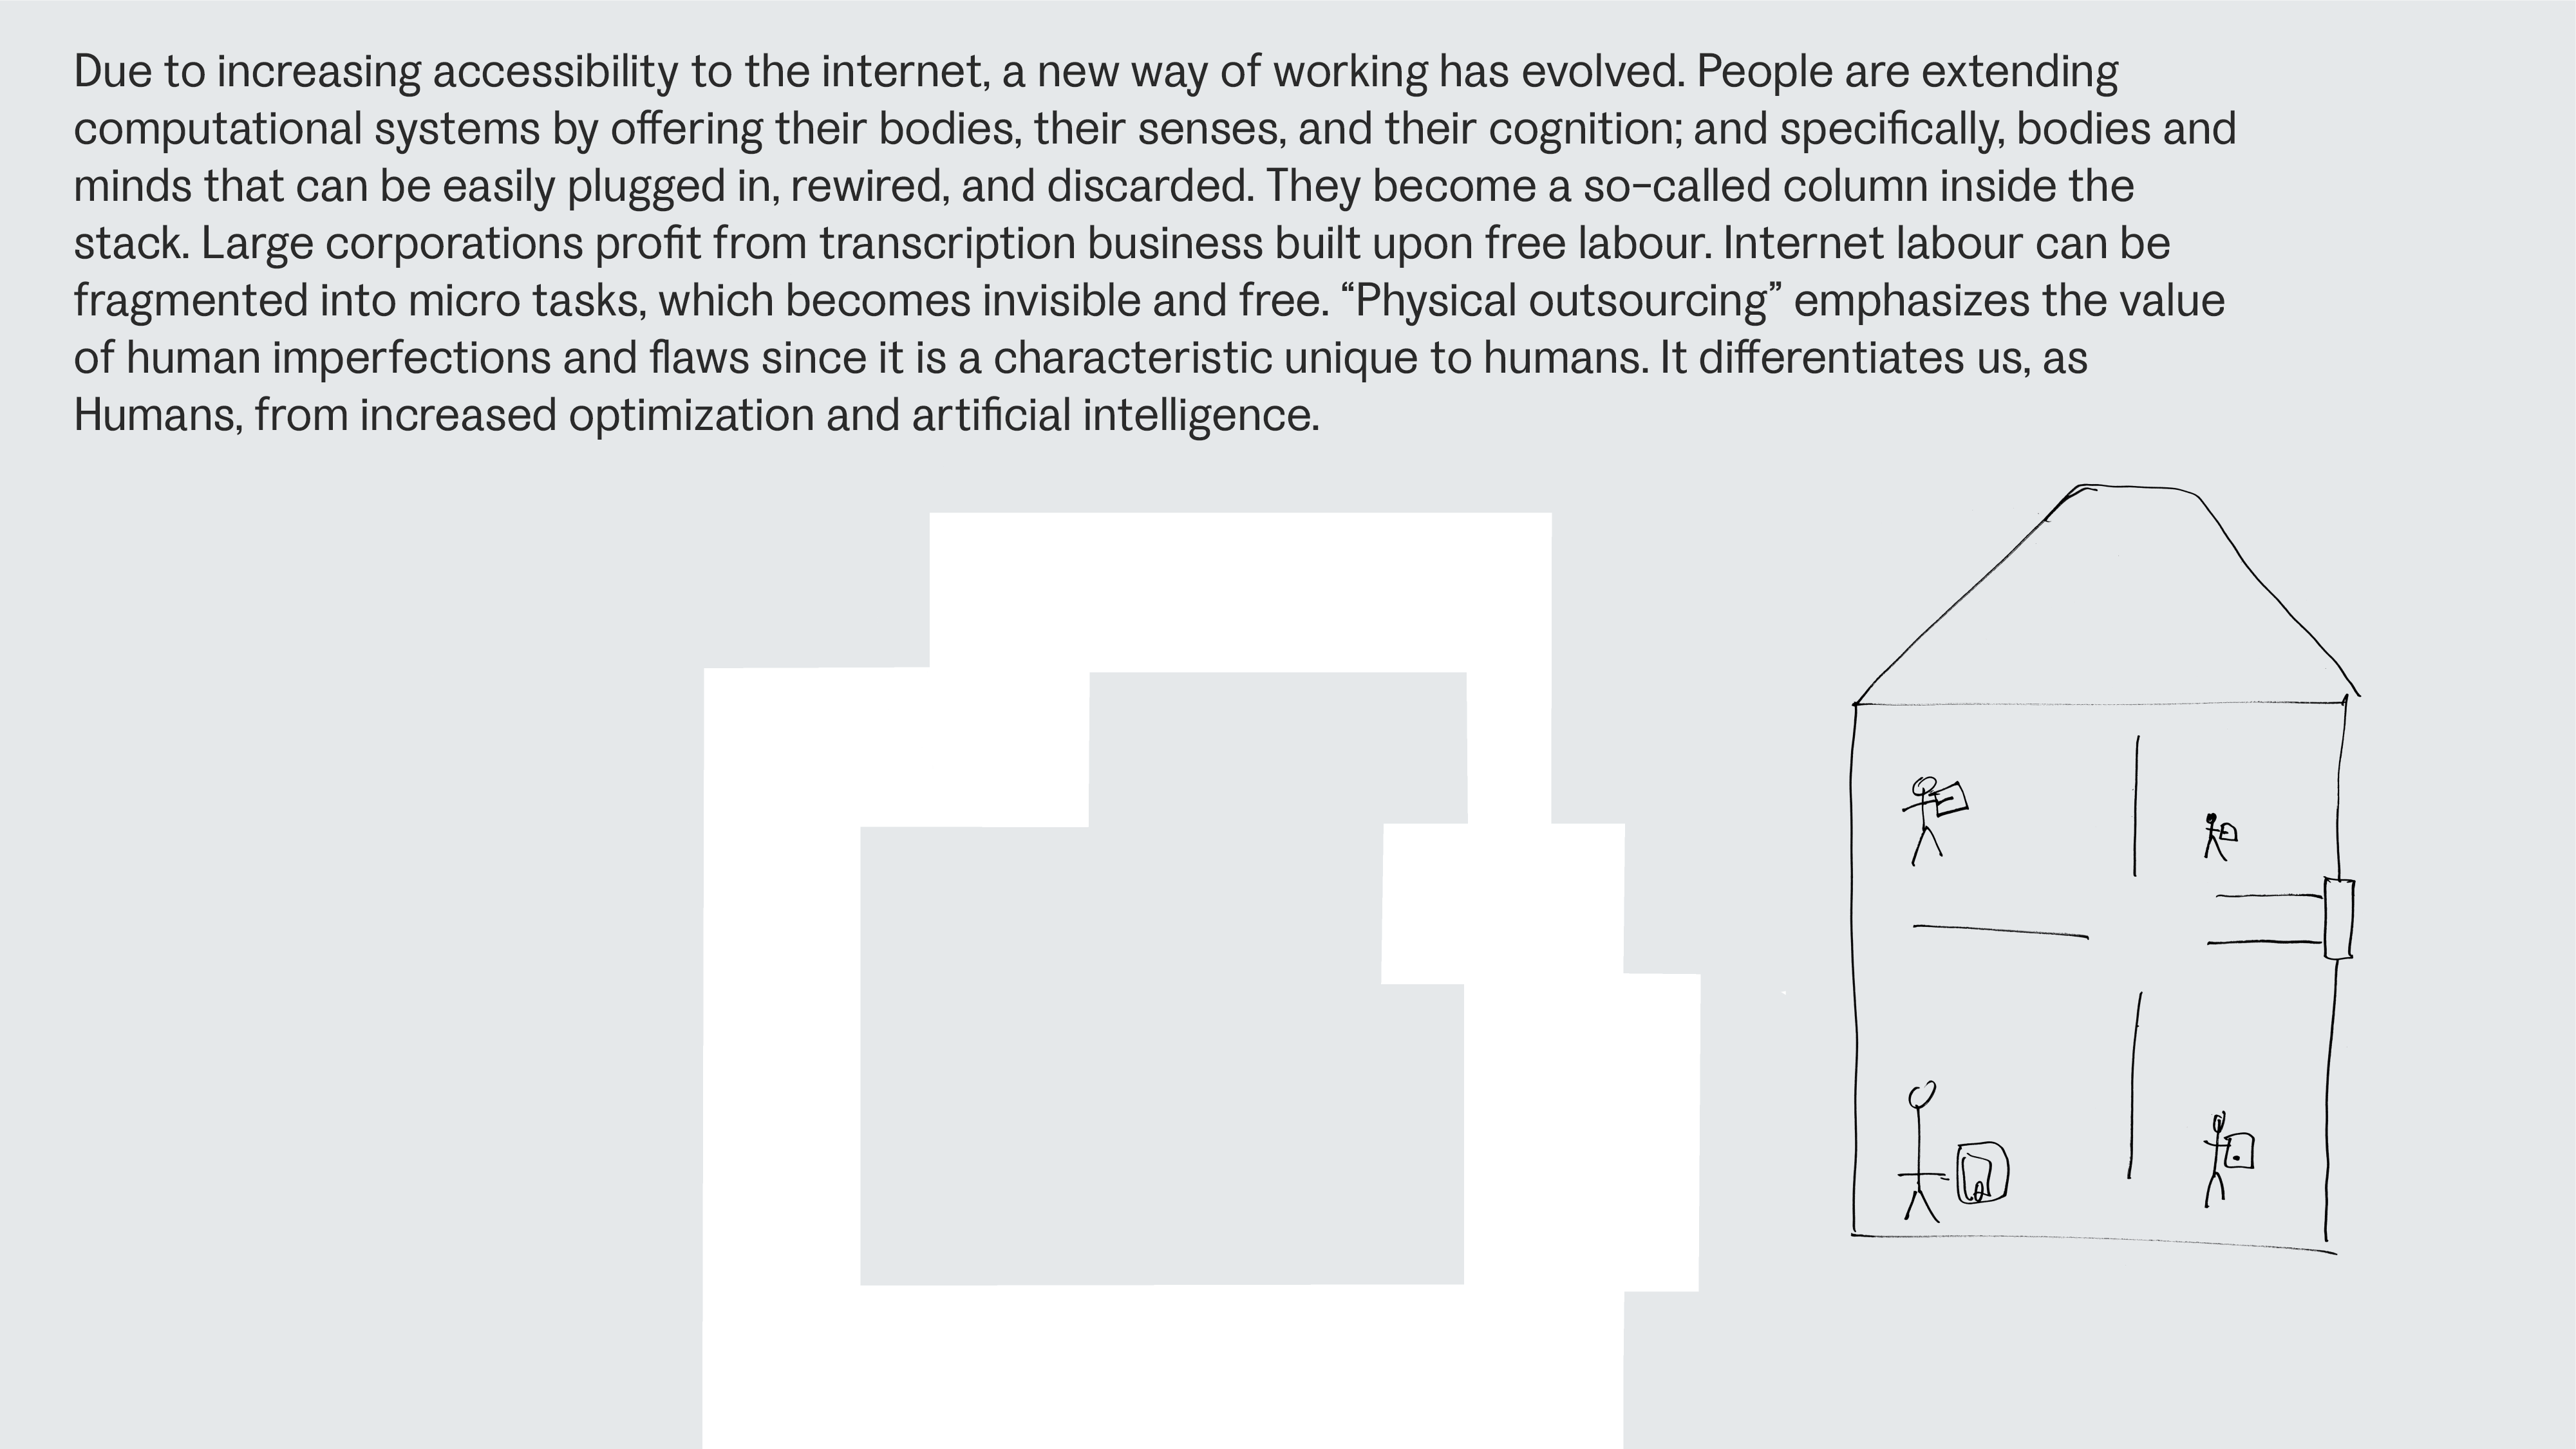 Due to increasing accessibility to the internet, a new way of working has evolved. People are extending
computational systems by offering their bodies, their senses, and their cognition; and specifically, bodies and
minds that can be easily plugged in, rewired, and discarded. They become a so-called column inside the
stack. Large corporations profit from transcription business built upon free labour. Internet labour can be
fragmented into micro tasks, which becomes invisible and free. “Physical outsourcing” emphasizes the value
of human imperfections and flaws since it is a characteristic unique to humans. It differentiates us, as
Humans, from increased optimization and artificial intelligence.